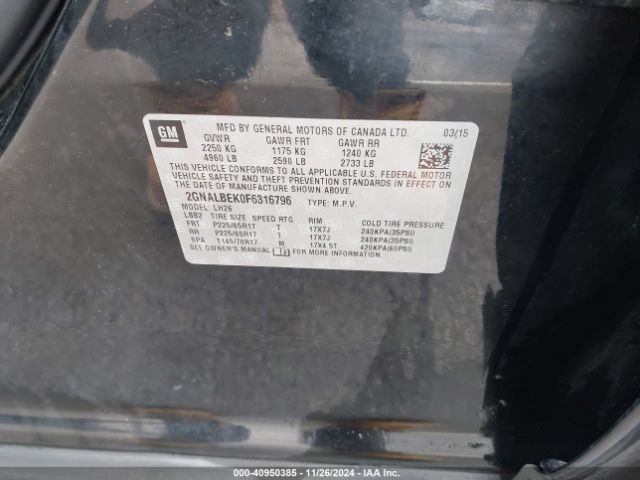 GM
MFD BY GENERAL MOTORS OF CANADA LTD. 03/15
GVWR GAWR FRT GAWR RR
2250 KG 1175 KG 1240 KG
4960 LB 2590 LB 2733 LB
THIS VEHICLE CONFORMS TO ALL APPLICABLE U.S. FEDERAL MOTOR
VEHICLE SAFETY AND THEFT PREVENTION STANDARDS IN EFFECT ON
THE DATE OF MANUFACTURE SHOWN ABOVE.
2GNALBEK0F6316796 TYPE: M.P.V.
MODEL: LH26
LBB2 TIRE SIZE SPEED RTG RIM COLD TIRE PRESSURE
FRT P225/65R17 T 17X7J 240KPA(35PSI)
RR P225/65R17 T 17X7J 240KPA(35PSI)
SPA T145/70R17 M 17X4.5T 420KPA(60PSI)
SEE OWNER'S MANUAL FOR MORE INFORMATION.
000-40950385 - 11/26/2024 - IAA Inc.